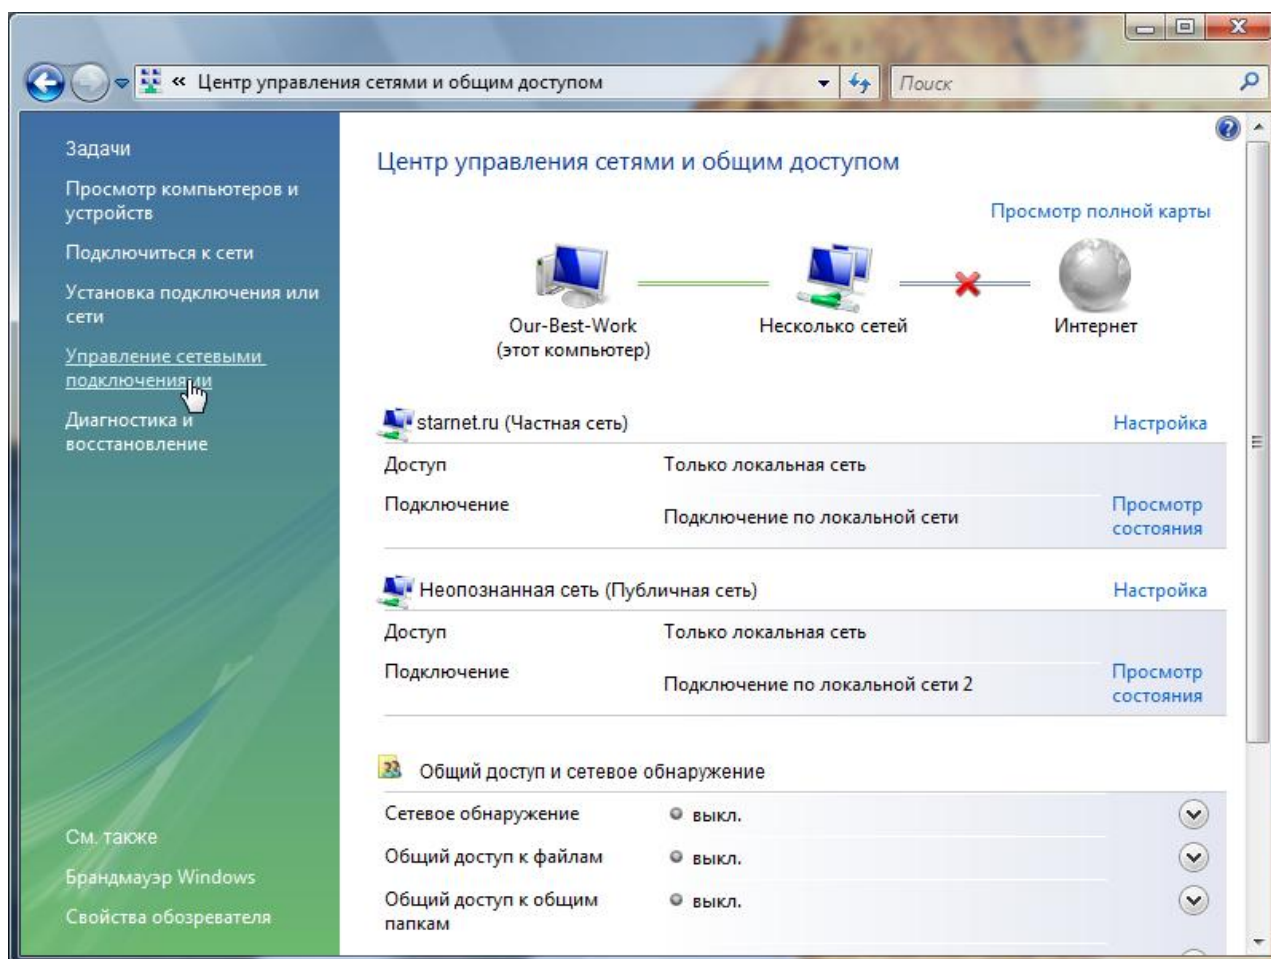 Центр управления сетями и общим доступом
Поиск
Задачи
Просмотр компьютеров и
устройств
Подключиться к сети
Установка подключения или
сети
Управление сетевыми
подключениями
Диагностика и
восстановление
См. также
Брандмауэр Windows
Свойства обозревателя
Центр управления сетями и общим доступом
Просмотр полной карты
Our-Best-Work
(этот компьютер)
Несколько сетей
Интернет
starnet.ru (Частная сеть)
Настройка
Доступ
Только локальная сеть
Подключение
Подключение по локальной сети
Просмотр
состояния
Неопознанная сеть (Публичная сеть)
Настройка
Доступ
Только локальная сеть
Подключение
Подключение по локальной сети 2
Просмотр
состояния
Общий доступ и сетевое обнаружение
Сетевое обнаружение
выкл.
Общий доступ к файлам
выкл.
Общий доступ к общим
папкам
выкл.